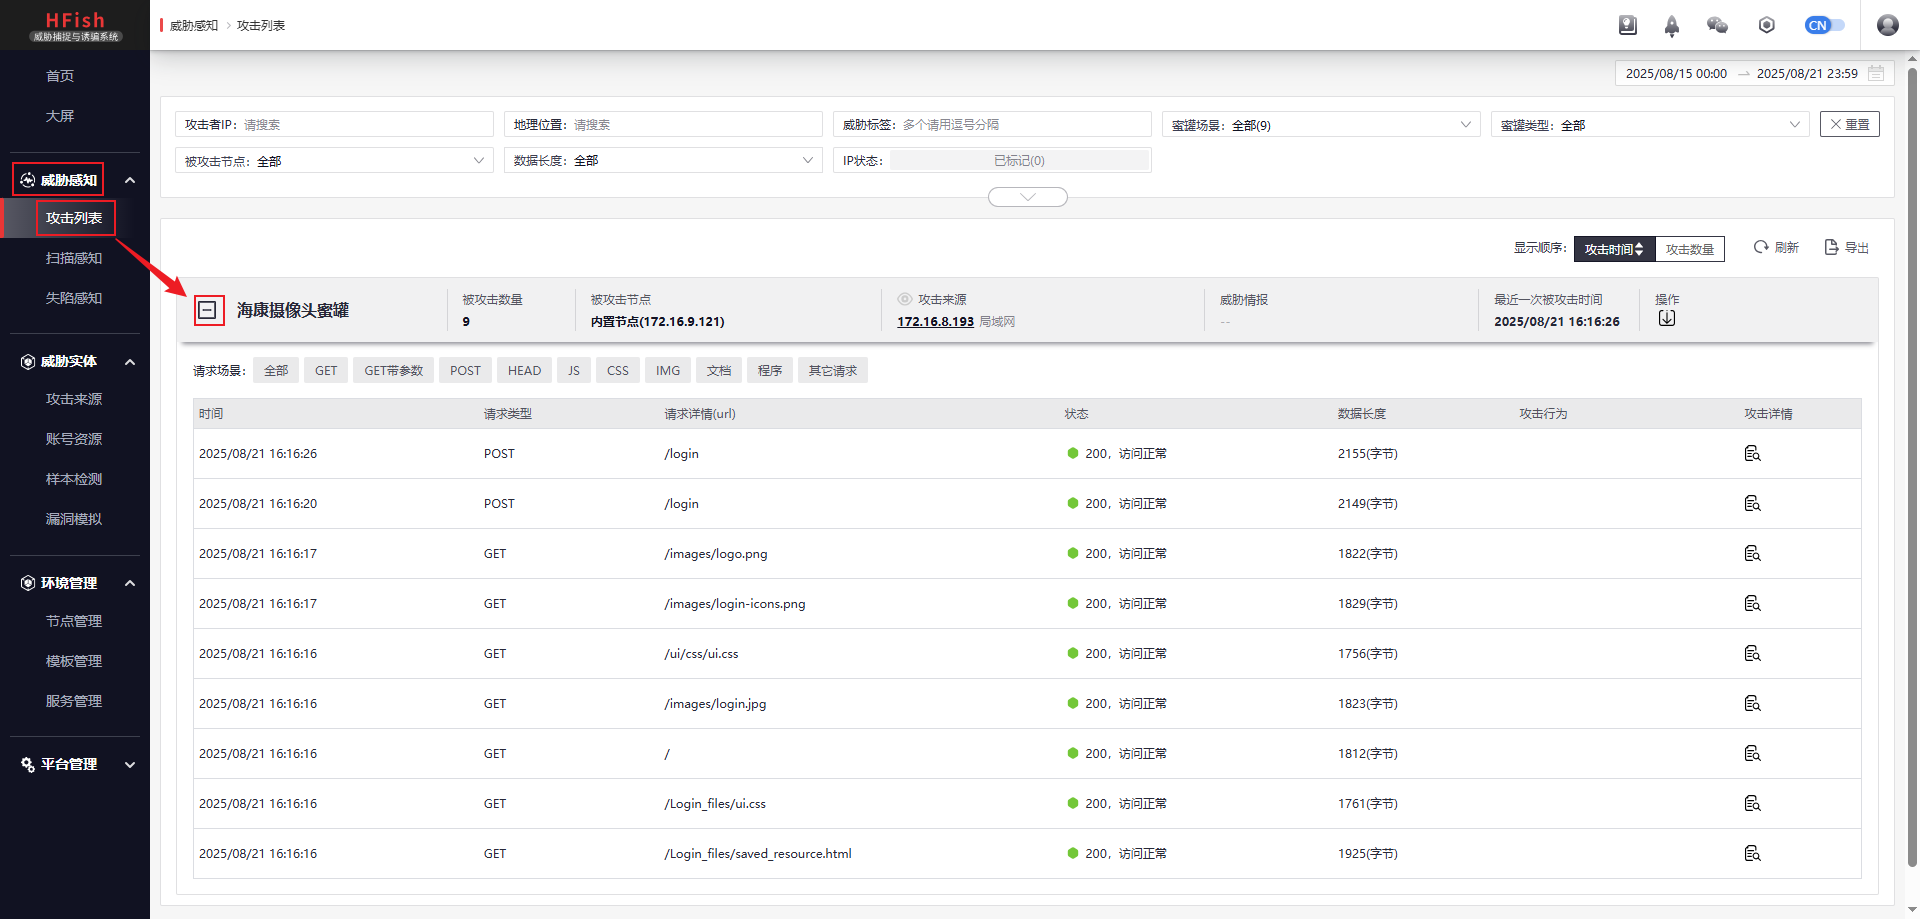 HFish
威胁捕捉与诱骗系统
威胁感知 › 攻击列表
CN
首页
大屏
威胁感知
攻击列表
扫描感知
失陷感知
威胁实体
攻击来源
账号资源
样本检测
漏洞模拟
环境管理
节点管理
模板管理
服务管理
平台管理
2025/08/15 00:00 → 2025/08/21 23:59
攻击者IP: 请搜索
地理位置: 请搜索
威胁标签: 多个请用逗号分隔
蜜罐场景: 全部(9)
蜜罐类型: 全部
重置
被攻击节点: 全部
数据长度: 全部
IP状态: 已标记(0)
显示顺序: 攻击时间 攻击数量 刷新 导出
海康摄像头蜜罐
被攻击数量
9
被攻击节点
内置节点(172.16.9.121)
攻击来源
172.16.8.193 局域网
威胁情报
--
最近一次被攻击时间
2025/08/21 16:16:26
操作
请求场景: 全部 GET GET带参数 POST HEAD JS CSS IMG 文档 程序 其它请求
时间 请求类型 请求详情(url) 状态 数据长度 攻击行为 攻击详情
2025/08/21 16:16:26 POST /login 200，访问正常 2155(字节)
2025/08/21 16:16:20 POST /login 200，访问正常 2149(字节)
2025/08/21 16:16:17 GET /images/logo.png 200，访问正常 1822(字节)
2025/08/21 16:16:17 GET /images/login-icons.png 200，访问正常 1829(字节)
2025/08/21 16:16:16 GET /ui/css/ui.css 200，访问正常 1756(字节)
2025/08/21 16:16:16 GET /images/login.jpg 200，访问正常 1823(字节)
2025/08/21 16:16:16 GET / 200，访问正常 1812(字节)
2025/08/21 16:16:16 GET /Login_files/ui.css 200，访问正常 1761(字节)
2025/08/21 16:16:16 GET /Login_files/saved_resource.html 200，访问正常 1925(字节)